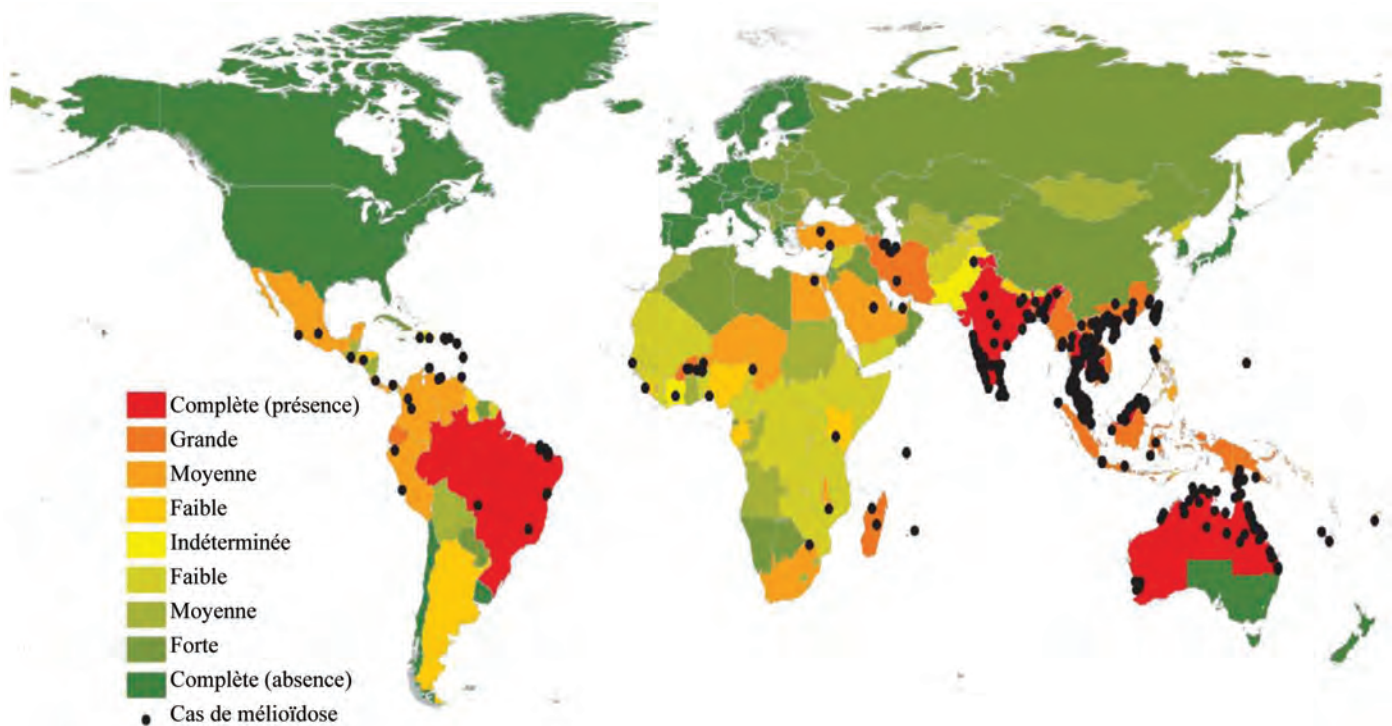 Complète (présence)
Grande
Moyenne
Faible
Indéterminée
Faible
Moyenne
Forte
Complète (absence)
Cas de mélioïdose